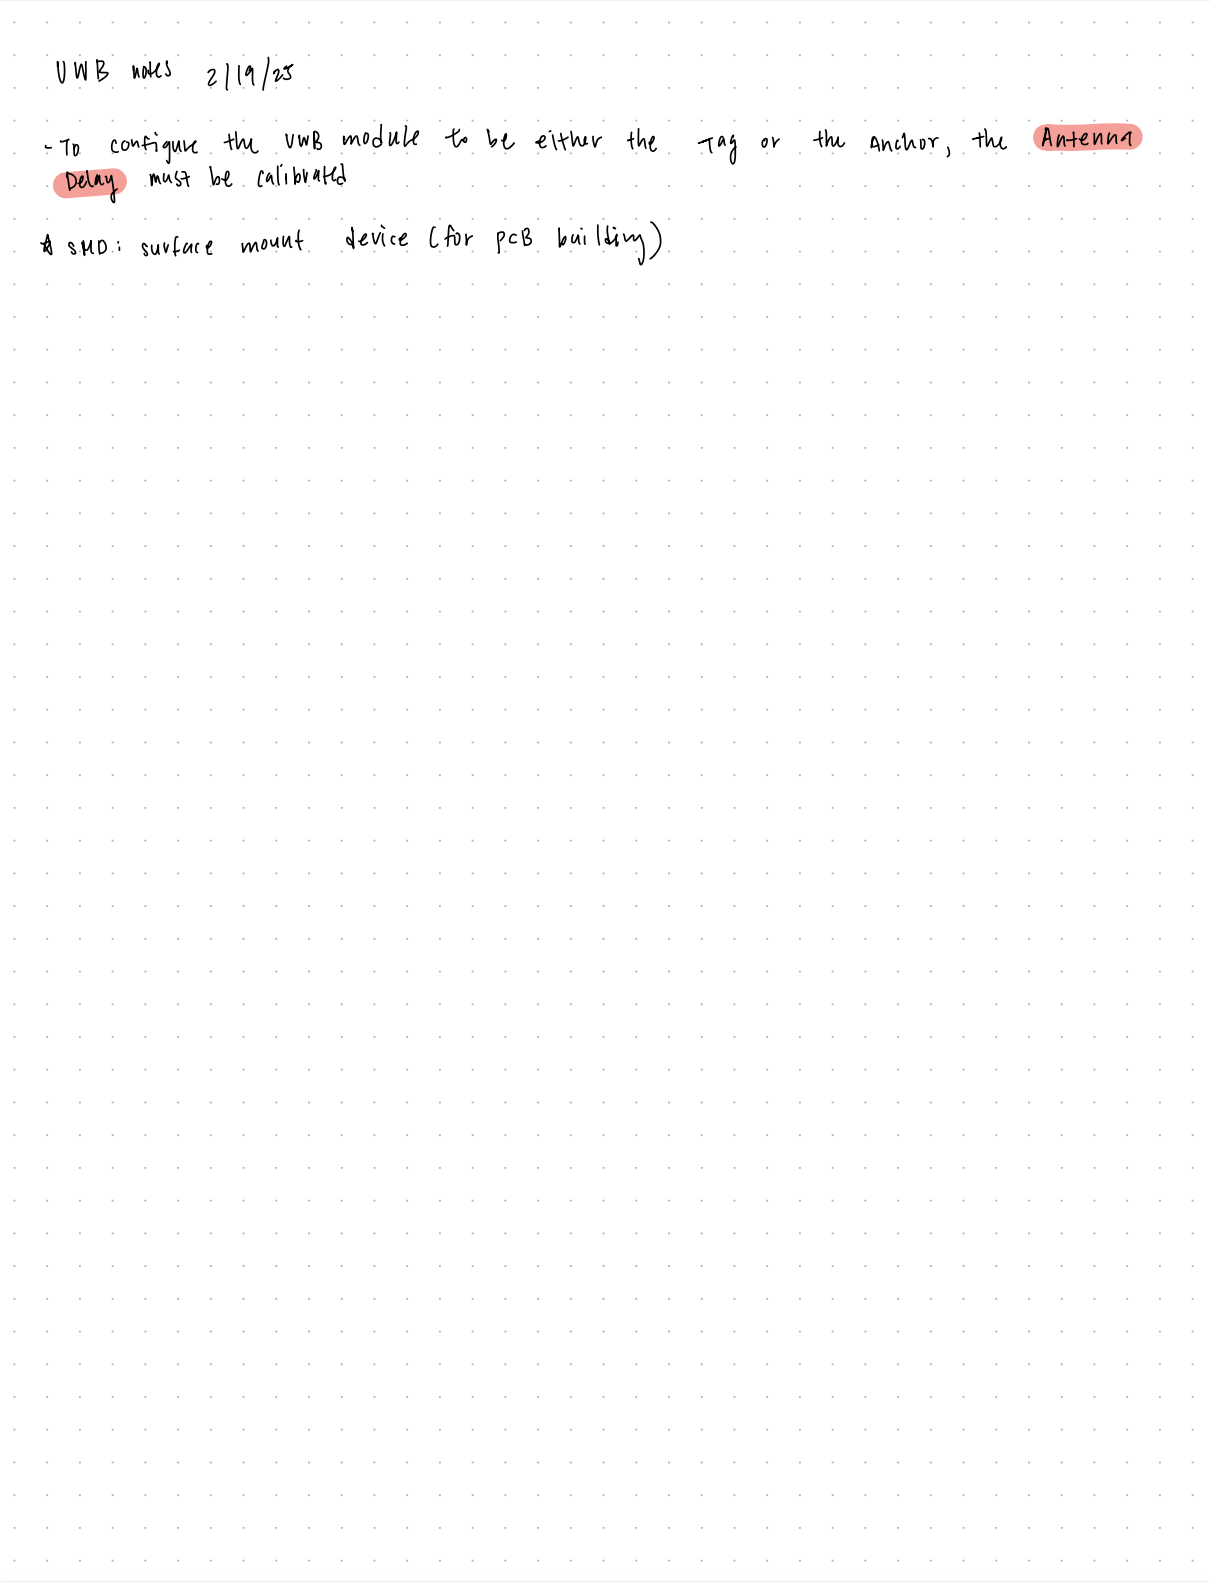 UWB notes 2/19/25
- To configure the UWB module to be either the Tag or the Anchor, the Antenna
Delay must be calibrated
☆ SMD: surface mount device (for PCB building)